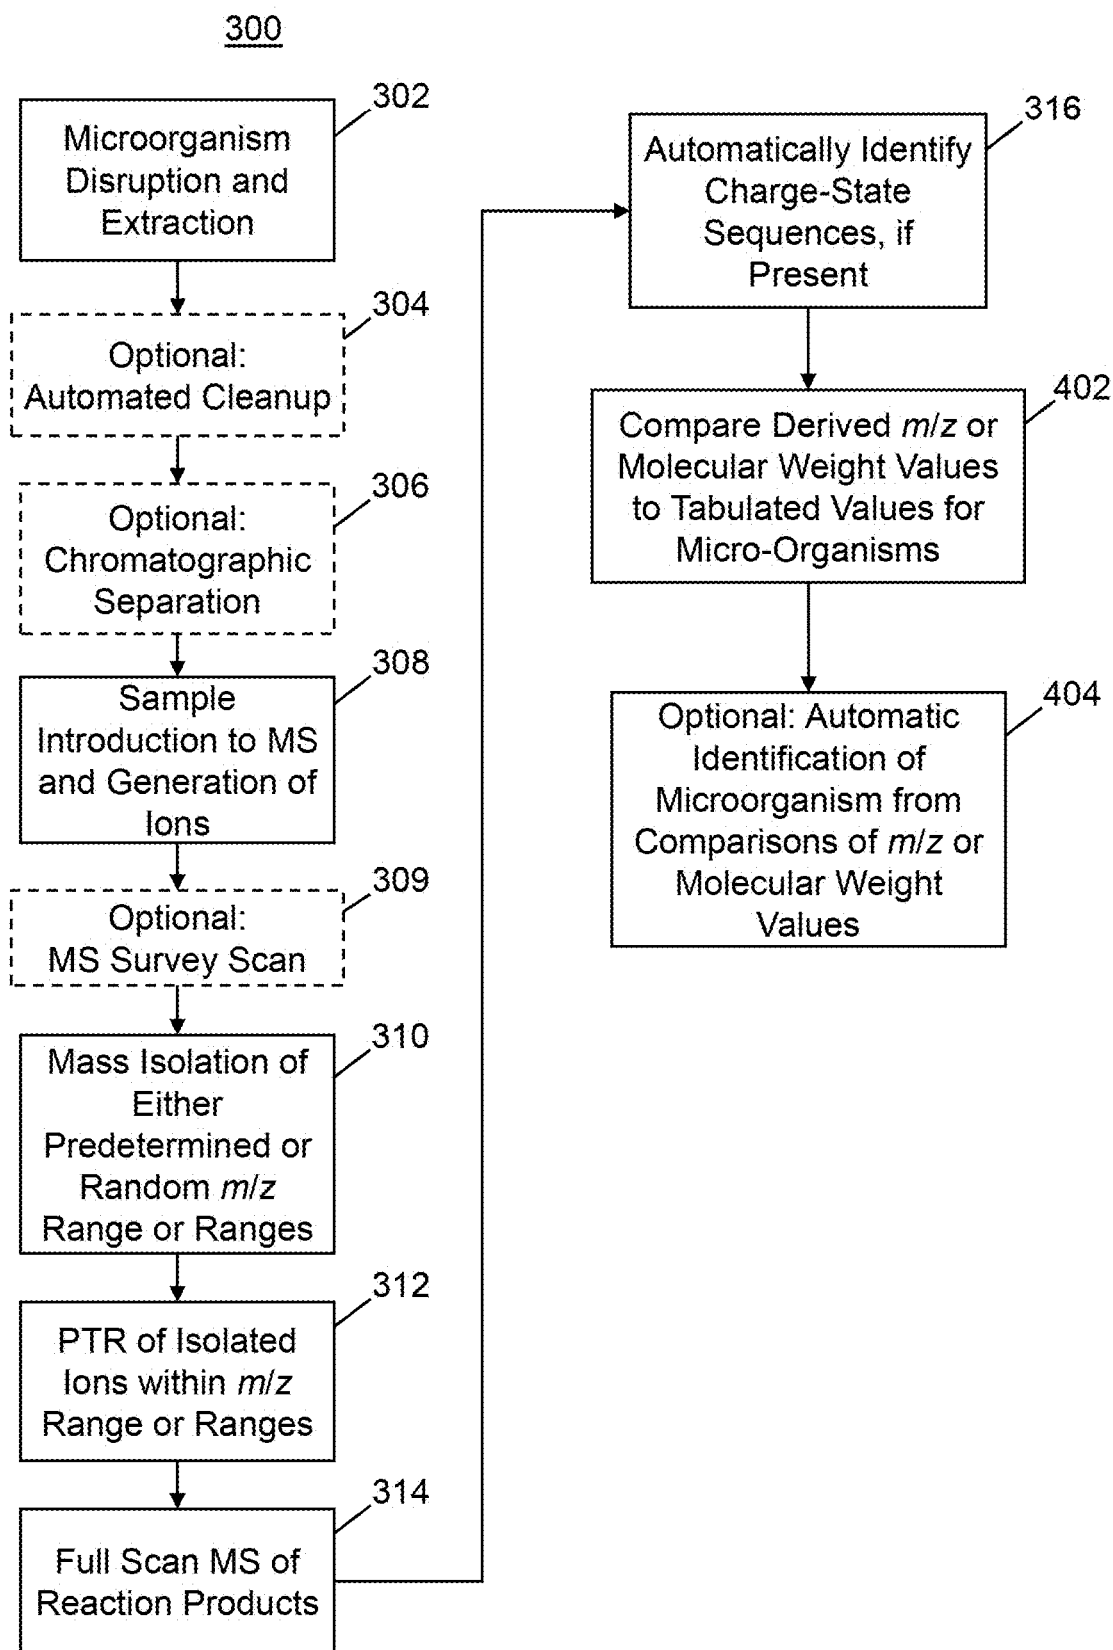 300
302
Microorganism
Disruption and
Extraction
304
Optional:
Automated Cleanup
306
Optional:
Chromatographic
Separation
308
Sample
Introduction to MS
and Generation of
Ions
309
Optional:
MS Survey Scan
310
Mass Isolation of
Either
Predetermined or
Random m/z
Range or Ranges
312
PTR of Isolated
Ions within m/z
Range or Ranges
314
Full Scan MS of
Reaction Products
316
Automatically Identify
Charge-State
Sequences, if
Present
402
Compare Derived m/z or
Molecular Weight Values
to Tabulated Values for
Micro-Organisms
404
Optional: Automatic
Identification of
Microorganism from
Comparisons of m/z or
Molecular Weight
Values